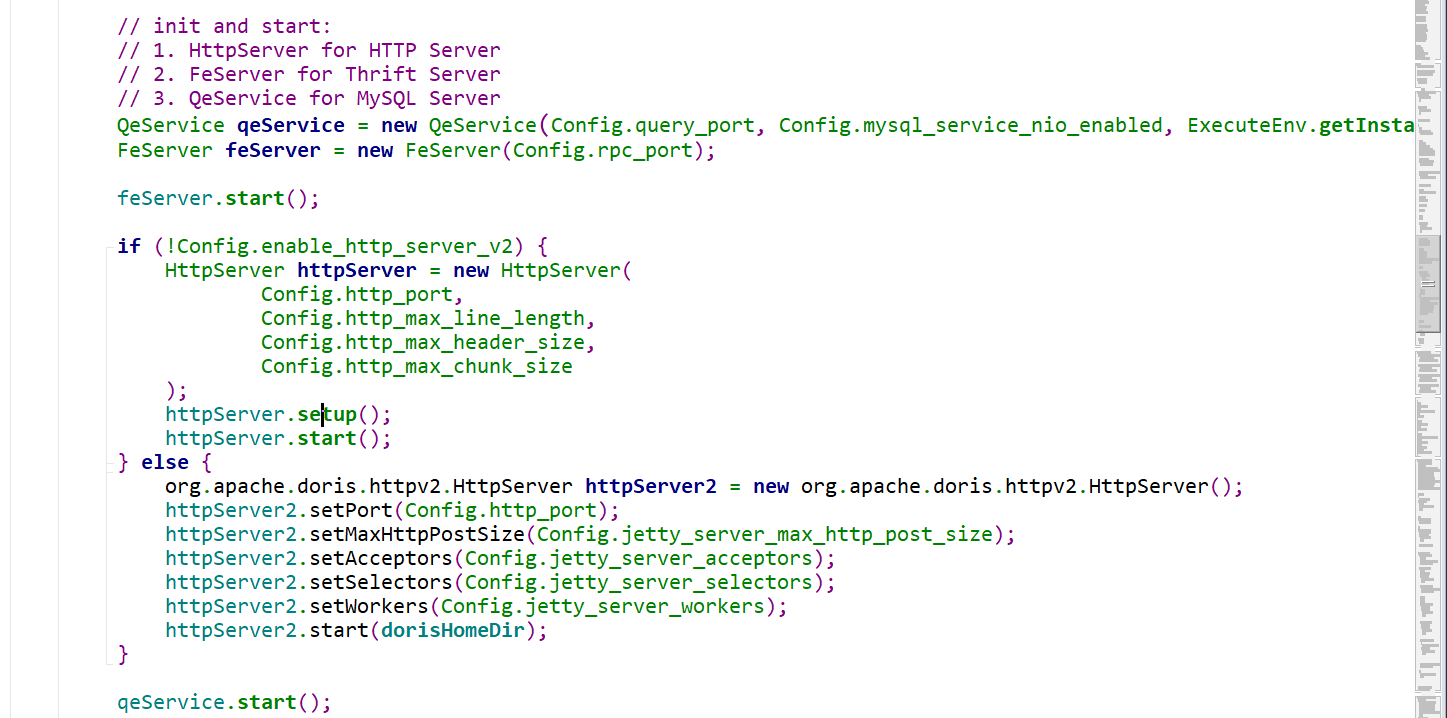 // init and start:
// 1. HttpServer for HTTP Server
// 2. FeServer for Thrift Server
// 3. QeService for MySQL Server
QeService qeService = new QeService(Config.query_port, Config.mysql_service_nio_enabled, ExecuteEnv.getInsta
FeServer feServer = new FeServer(Config.rpc_port);
feServer.start();
if (!Config.enable_http_server_v2) {
HttpServer httpServer = new HttpServer(
Config.http_port,
Config.http_max_line_length,
Config.http_max_header_size,
Config.http_max_chunk_size
);
httpServer.setup();
httpServer.start();
} else {
org.apache.doris.httpv2.HttpServer httpServer2 = new org.apache.doris.httpv2.HttpServer();
httpServer2.setPort(Config.http_port);
httpServer2.setMaxHttpPostSize(Config.jetty_server_max_http_post_size);
httpServer2.setAcceptors(Config.jetty_server_acceptors);
httpServer2.setSelectors(Config.jetty_server_selectors);
httpServer2.setWorkers(Config.jetty_server_workers);
httpServer2.start(dorisHomeDir);
}
qeService.start();